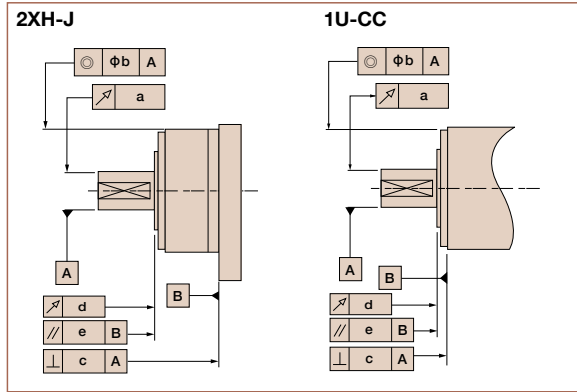 2XH-J
1U-CC
◎ φb A
◎ φb A
↗ a
↗ a
A
A
B
B
↗ d
↗ d
// e B
// e B
⊥ c A
⊥ c A